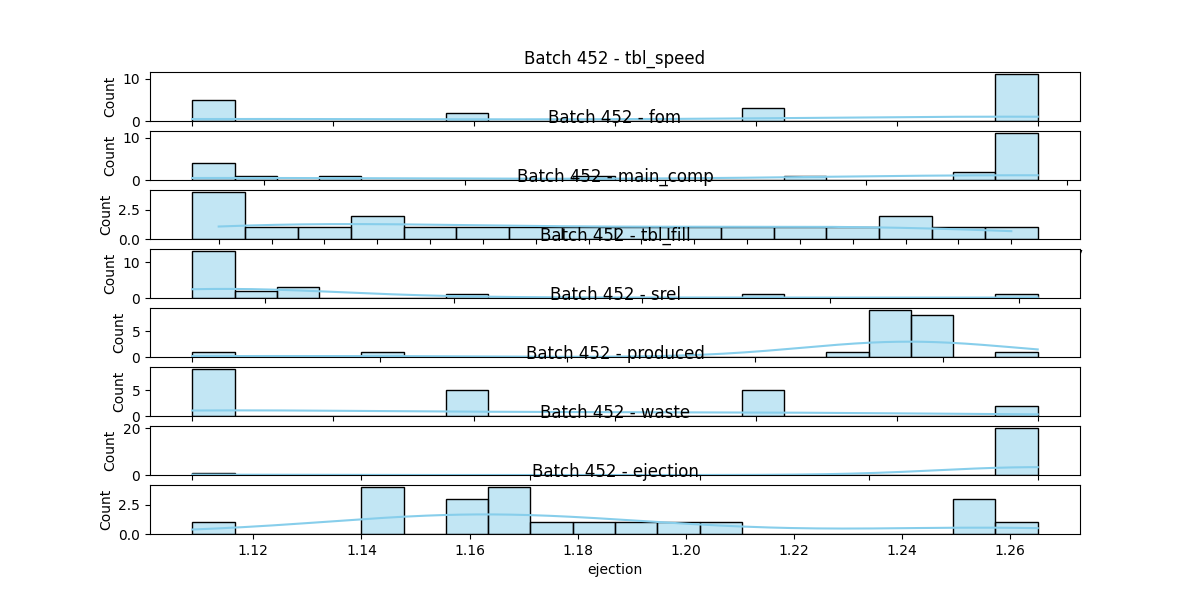 Batch 452 - tbl_speed
Count
10
0
Batch 452 - fom
Count
10
0
Batch 452 - main_comp
Count
2.5
0.0
Batch 452 - tbl_fill
Count
10
0
Batch 452 - srel
Count
5
0
Batch 452 - produced
Count
5
0
Batch 452 - waste
Count
20
0
Batch 452 - ejection
Count
2.5
0.0
1.12 1.14 1.16 1.18 1.20 1.22 1.24 1.26
ejection